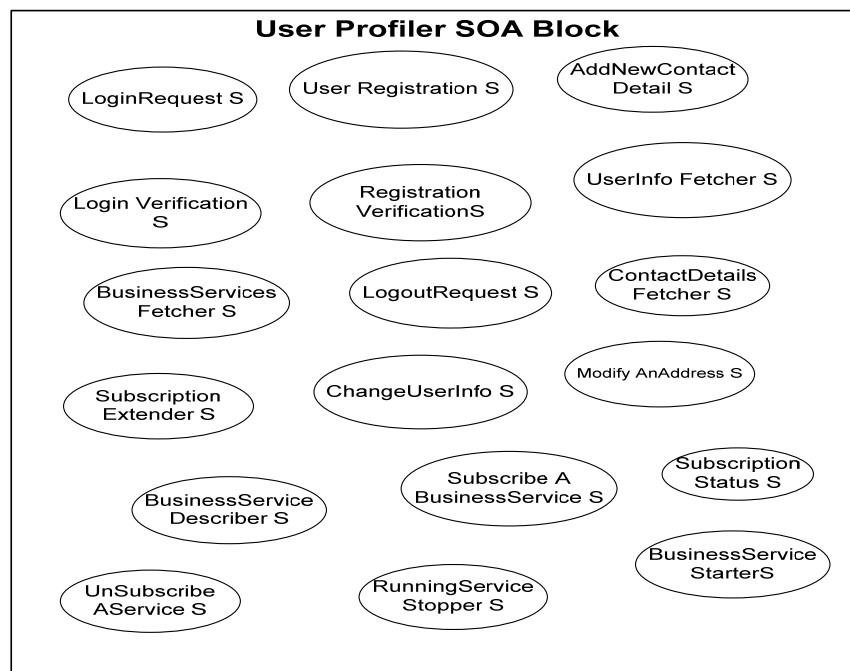 User Profiler SOA Block
LoginRequest S
User Registration S
AddNewContact
Detail S
Login Verification
S
Registration
VerificationS
UserInfo Fetcher S
BusinessServices
Fetcher S
LogoutRequest S
ContactDetails
Fetcher S
Subscription
Extender S
ChangeUserInfo S
Modify AnAddress S
BusinessService
Describer S
Subscribe A
BusinessService S
Subscription
Status S
UnSubscribe
AService S
RunningService
Stopper S
BusinessService
StarterS